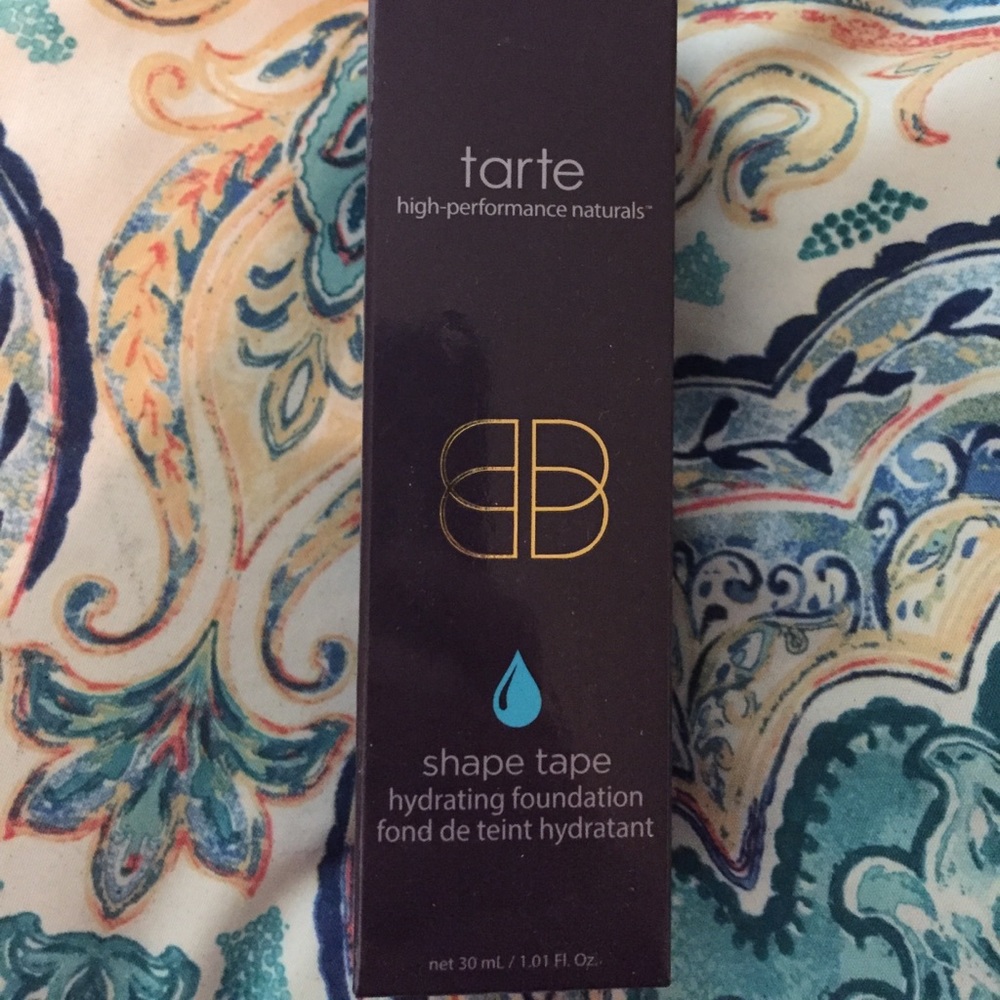 tarte
high-performance naturals™
shape tape
hydrating foundation
fond de teint hydratant
net 30 mL / 1.01 Fl. Oz.